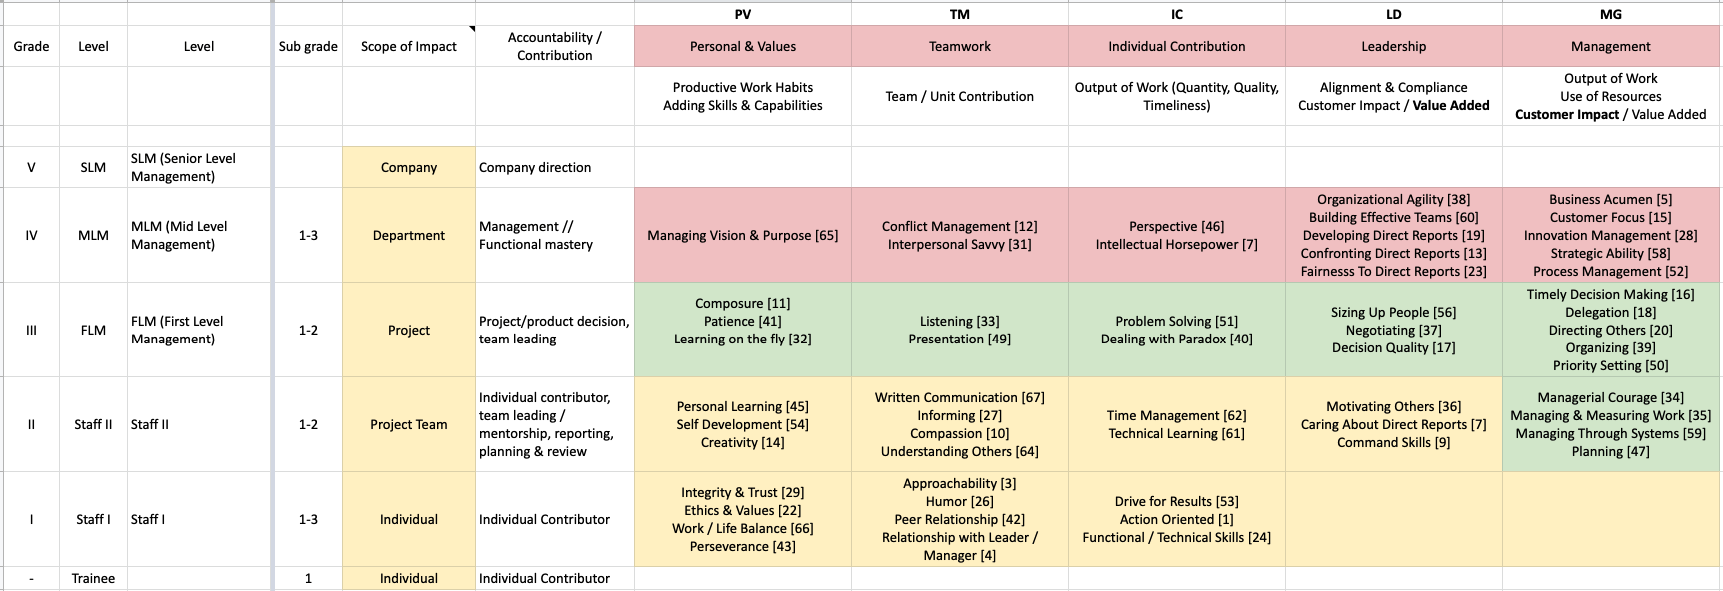 PV TM IC LD MG
Grade Level Level Sub grade Scope of Impact Accountability / Contribution Personal & Values Teamwork Individual Contribution Leadership Management
Productive Work Habits
Adding Skills & Capabilities
Team / Unit Contribution
Output of Work (Quantity, Quality,
Timeliness)
Alignment & Compliance
Customer Impact / Value Added
Output of Work
Use of Resources
Customer Impact / Value Added
V
SLM
SLM (Senior Level
Management)
Company
Company direction
IV
MLM
MLM (Mid Level
Management)
1-3
Department
Management //
Functional mastery
Managing Vision & Purpose [65]
Conflict Management [12]
Interpersonal Savvy [31]
Perspective [46]
Intellectual Horsepower [7]
Organizational Agility [38]
Building Effective Teams [60]
Developing Direct Reports [19]
Confronting Direct Reports [13]
Fairnesss To Direct Reports [23]
Business Acumen [5]
Customer Focus [15]
Innovation Management [28]
Strategic Ability [58]
Process Management [52]
III
FLM
FLM (First Level
Management)
1-2
Project
Project/product decision,
team leading
Composure [11]
Patience [41]
Learning on the fly [32]
Listening [33]
Presentation [49]
Problem Solving [51]
Dealing with Paradox [40]
Sizing Up People [56]
Negotiating [37]
Decision Quality [17]
Timely Decision Making [16]
Delegation [18]
Directing Others [20]
Organizing [39]
Priority Setting [50]
II
Staff II
Staff II
1-2
Project Team
Individual contributor,
team leading /
mentorship, reporting,
planning & review
Personal Learning [45]
Self Development [54]
Creativity [14]
Written Communication [67]
Informing [27]
Compassion [10]
Understanding Others [64]
Time Management [62]
Technical Learning [61]
Motivating Others [36]
Caring About Direct Reports [7]
Command Skills [9]
Managerial Courage [34]
Managing & Measuring Work [35]
Managing Through Systems [59]
Planning [47]
I
Staff I
Staff I
1-3
Individual
Individual Contributor
Integrity & Trust [29]
Ethics & Values [22]
Work / Life Balance [66]
Perseverance [43]
Approachability [3]
Humor [26]
Peer Relationship [42]
Relationship with Leader /
Manager [4]
Drive for Results [53]
Action Oriented [1]
Functional / Technical Skills [24]
-
Trainee
1
Individual
Individual Contributor